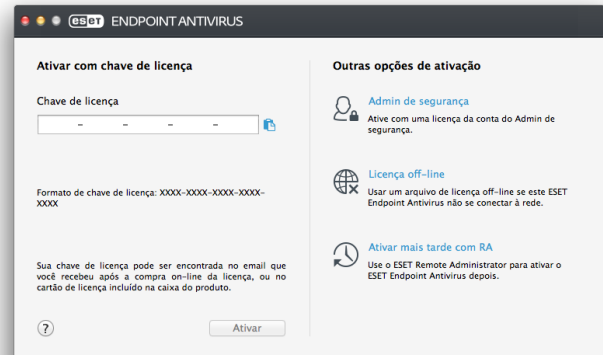 eset ENDPOINT ANTIVIRUS
Ativar com chave de licença
Chave de licença
- - - -
Formato de chave de licença: XXXX-XXXX-XXXX-XXXX-
XXXX
Sua chave de licença pode ser encontrada no email que
você recebeu após a compra on-line da licença, ou no
cartão de licença incluído na caixa do produto.
?
Ativar
Outras opções de ativação
Admin de segurança
Ative com uma licença da conta do Admin de
segurança.
Licença off-line
Usar um arquivo de licença off-line se este ESET
Endpoint Antivirus não se conectar à rede.
Ativar mais tarde com RA
Use o ESET Remote Administrator para ativar o
ESET Endpoint Antivirus depois.